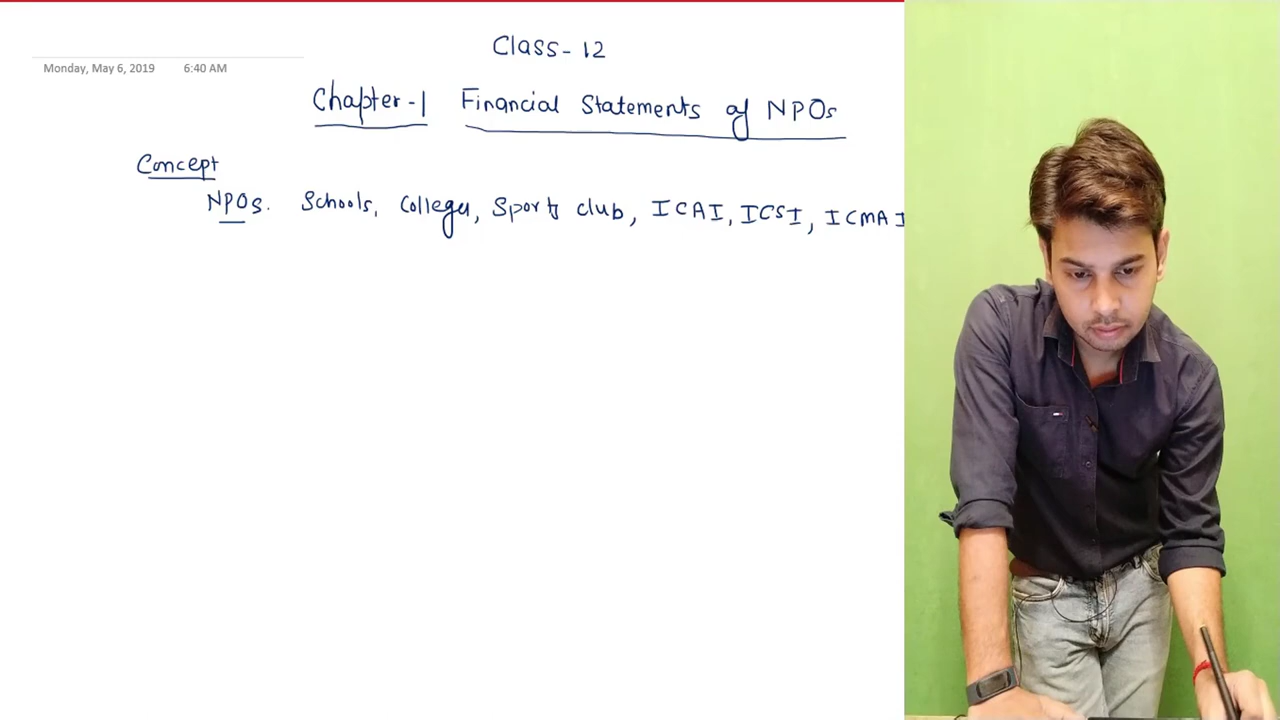 Class - 12
Monday, May 6, 2019 6:40 AM
Chapter -1 Financial Statements of NPOs
Concept
NPOs. Schools, Colleges, Sports club, ICAI, ICSI, ICMAI